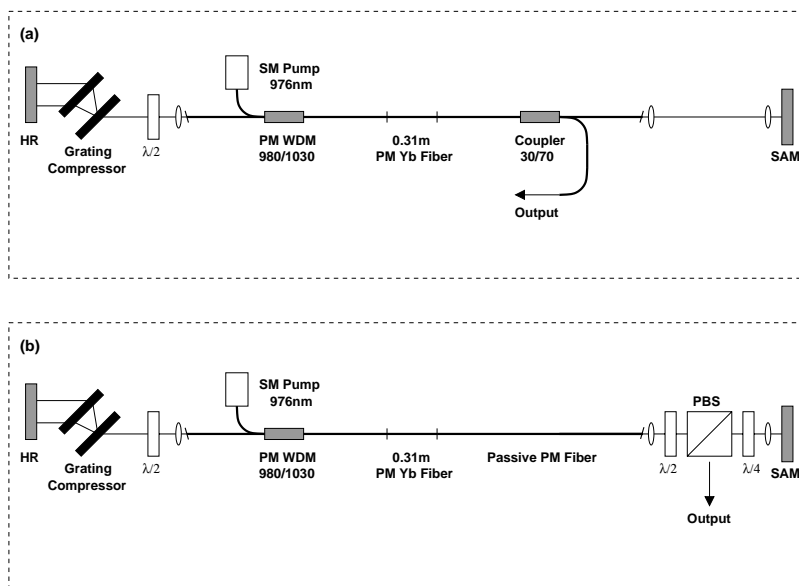 (a)
SM Pump
976nm
HR
Grating
Compressor
λ/2
PM WDM
980/1030
0.31m
PM Yb Fiber
Coupler
30/70
SAM
Output
(b)
SM Pump
976nm
PBS
HR
Grating
Compressor
λ/2
PM WDM
980/1030
0.31m
PM Yb Fiber
Passive PM Fiber
λ/2
λ/4
SAM
Output